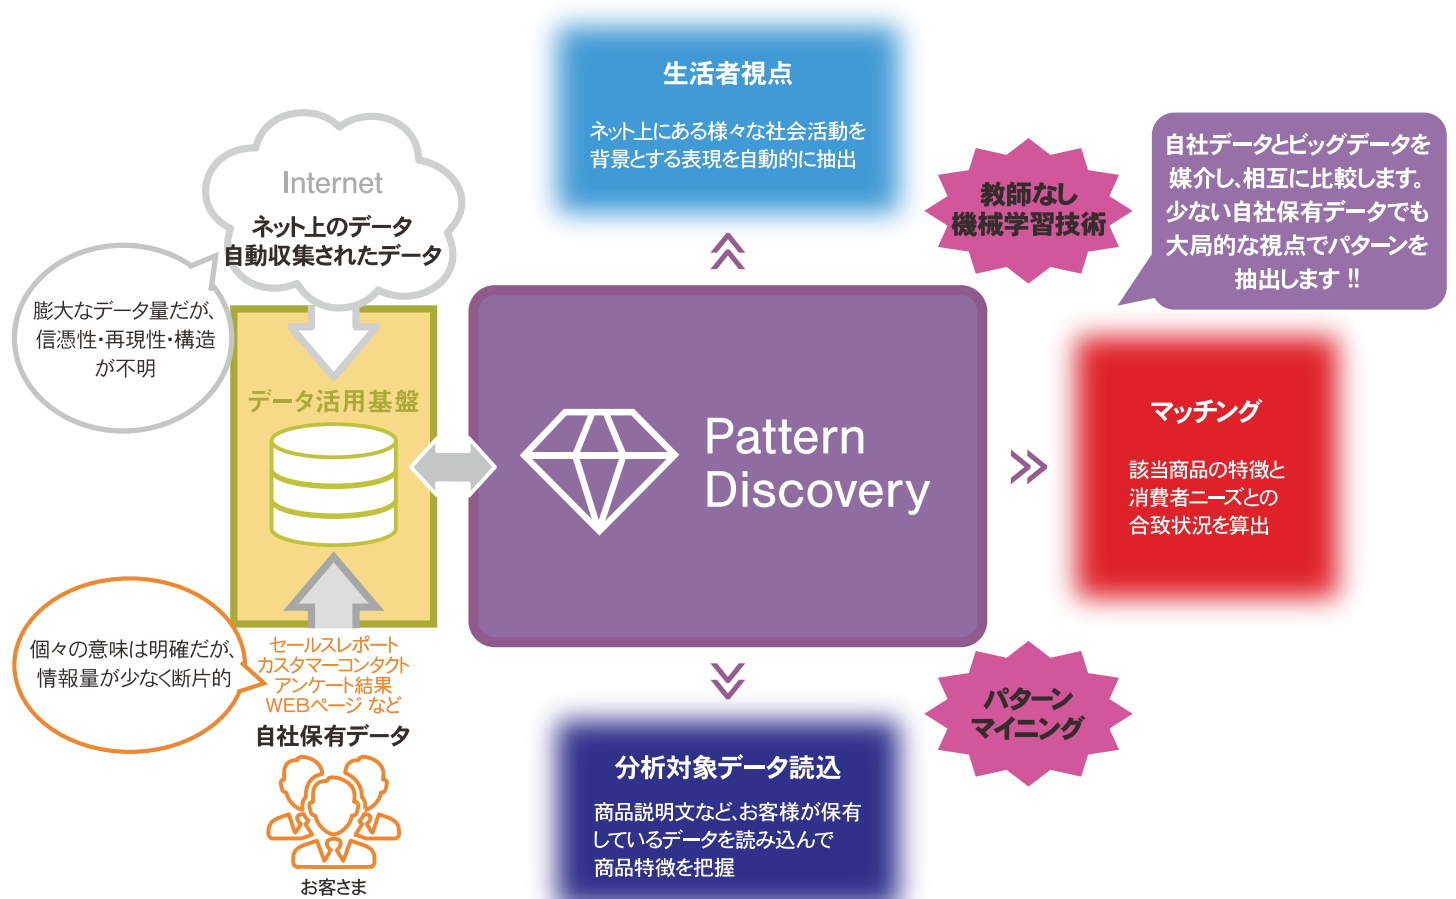 生活者視点
ネット上にある様々な社会活動を
背景とする表現を自動的に抽出
Internet
ネット上のデータ
自動収集されたデータ
膨大なデータ量だが、
信憑性・再現性・構造
が不明
データ活用基盤
個々の意味は明確だが、
情報量が少なく断片的
セールスレポート
カスタマーコンタクト
アンケート結果
WEBページ など
自社保有データ
お客さま
Pattern
Discovery
教師なし
機械学習技術
自社データとビッグデータを
媒介し、相互に比較します。
少ない自社保有データでも
大局的な視点でパターンを
抽出します !!
マッチング
該当商品の特徴と
消費者ニーズとの
合致状況を算出
パターン
マイニング
分析対象データ読込
商品説明文など、お客様が保有
しているデータを読み込んで
商品特徴を把握